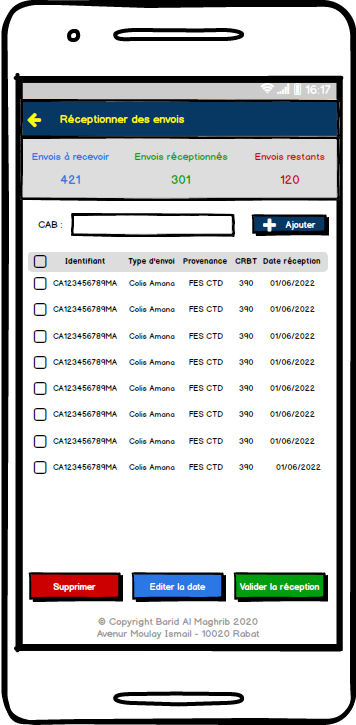 16:17
Réceptionner des envois
Envois à recevoir Envois réceptionnés Envois restants
421 301 120
CAB : Ajouter
Identifiant Type d'envoi Provenance CRBT Date réception
CA123456789MA Colis Amana FES CTD 390 01/06/2022
CA123456789MA Colis Amana FES CTD 390 01/06/2022
CA123456789MA Colis Amana FES CTD 390 01/06/2022
CA123456789MA Colis Amana FES CTD 390 01/06/2022
CA123456789MA Colis Amana FES CTD 390 01/06/2022
CA123456789MA Colis Amana FES CTD 390 01/06/2022
CA123456789MA Colis Amana FES CTD 390 01/06/2022
CA123456789MA Colis Amana FES CTD 390 01/06/2022
Supprimer Editer la date Valider la réception
© Copyright Barid Al Maghrib 2020
Avenur Moulay Ismail - 10020 Rabat